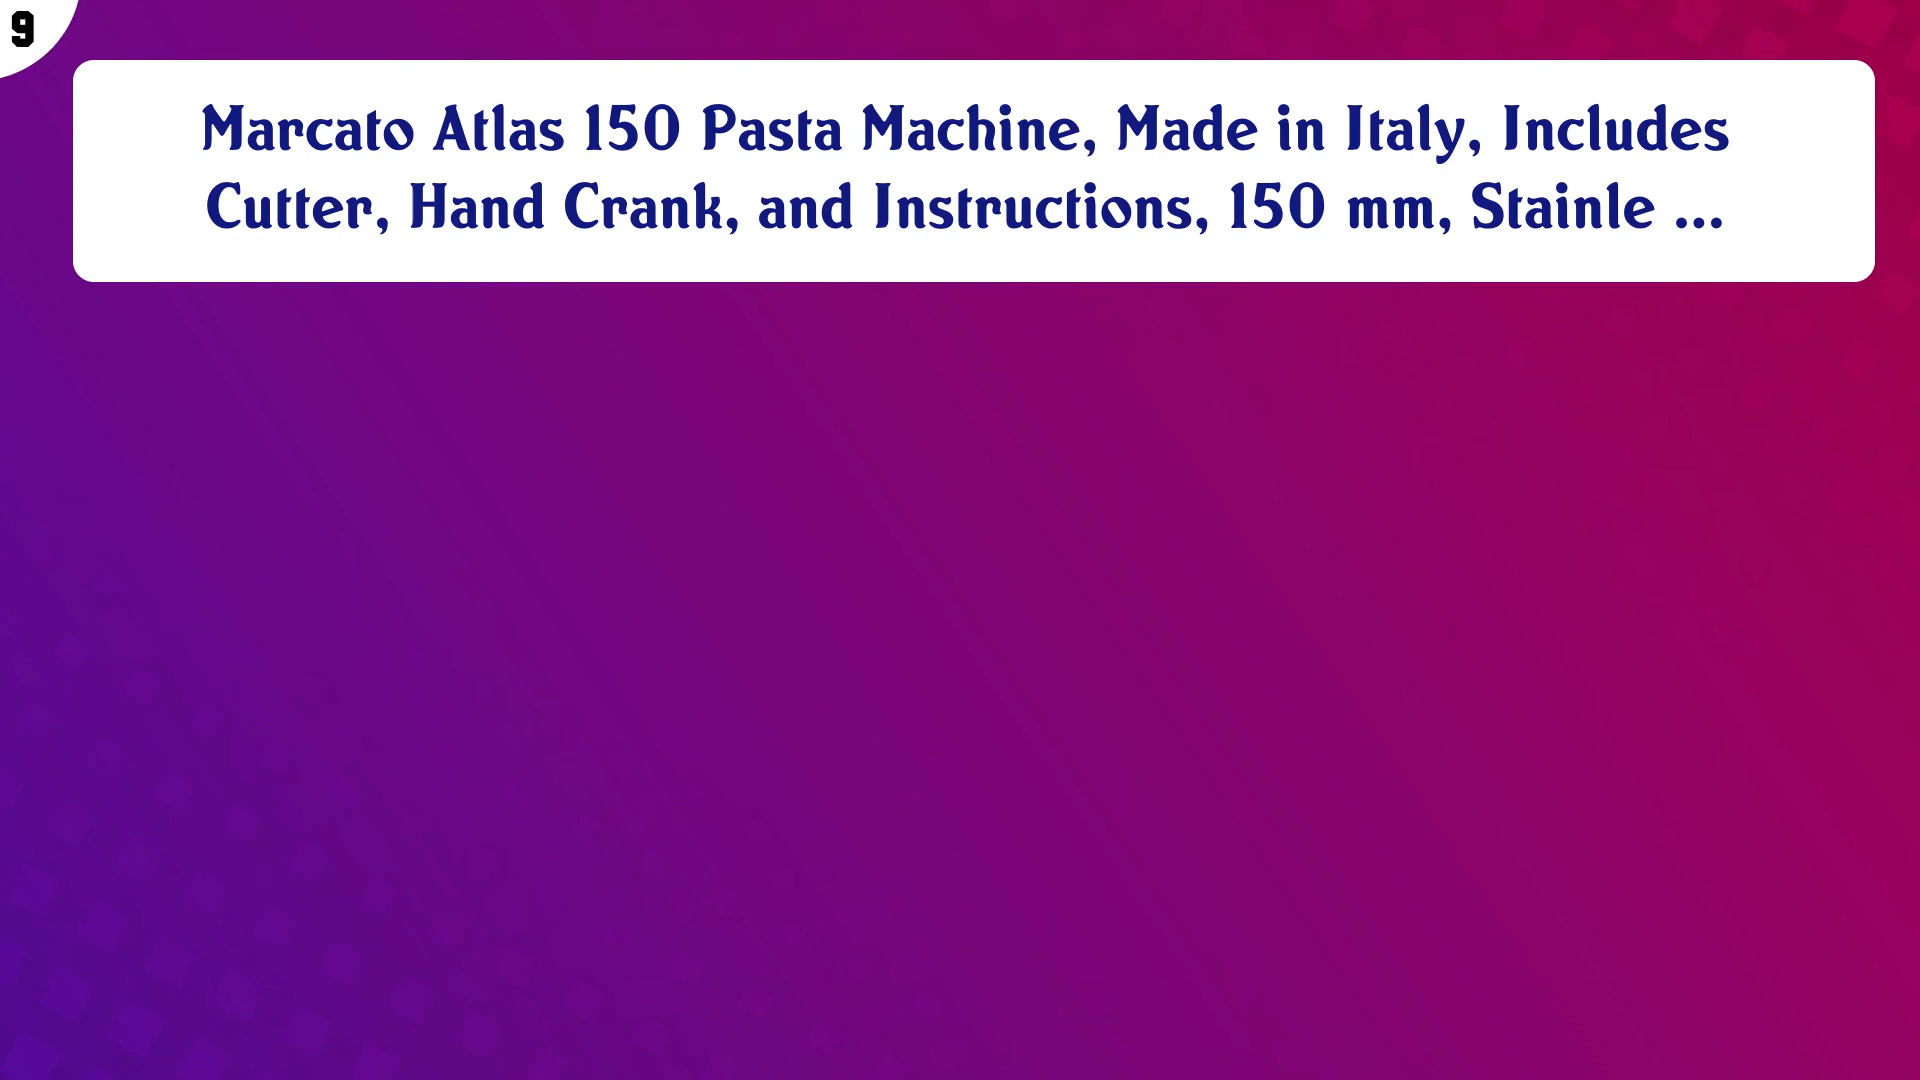 9
Marcato Atlas 150 Pasta Machine, Made in Italy, Includes
Cutter, Hand Crank, and Instructions, 150 mm, Stainle ...